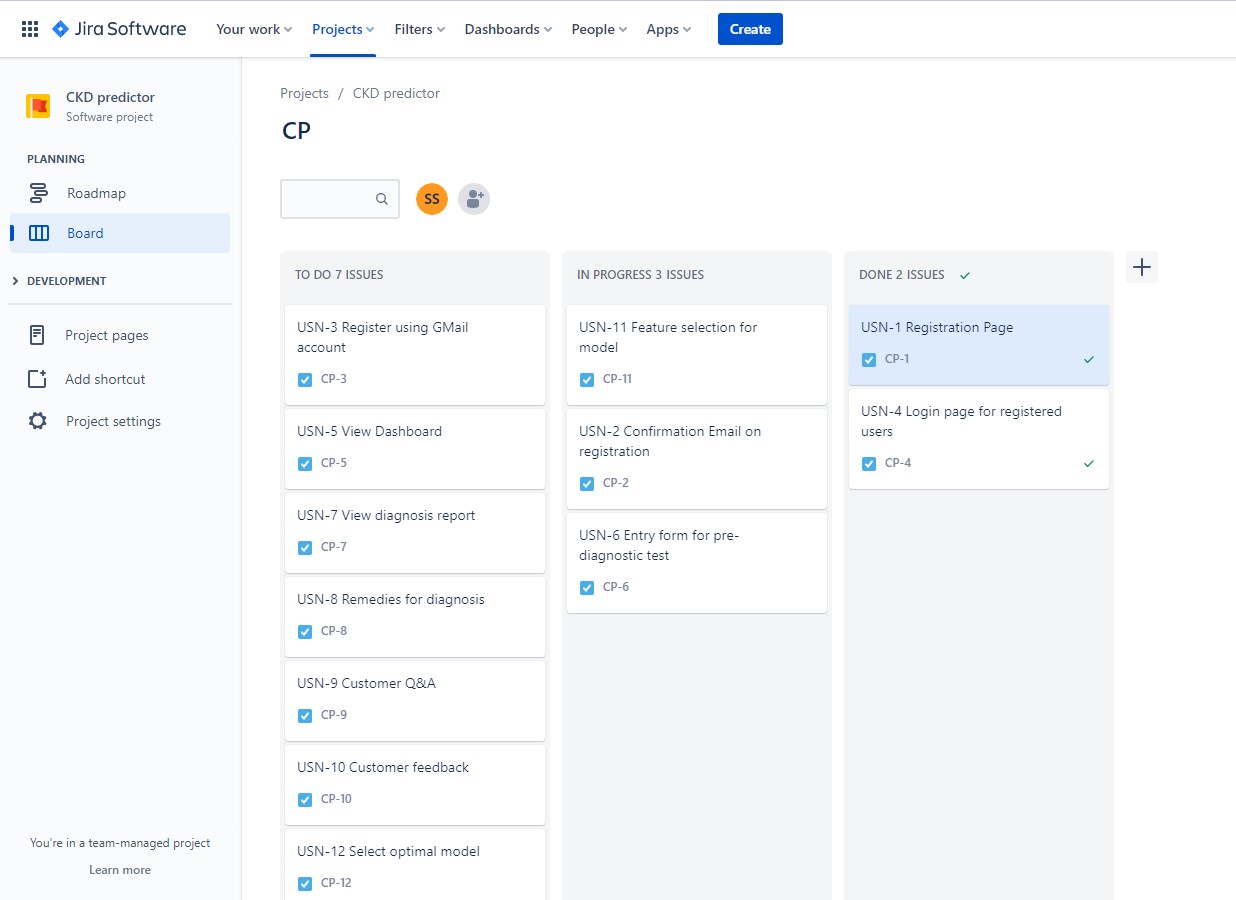 Jira Software Your work Projects Filters Dashboards People Apps Create
CKD predictor
Software project
PLANNING
Roadmap
Board
DEVELOPMENT
Project pages
Add shortcut
Project settings
You're in a team-managed project
Learn more
Projects / CKD predictor
CP
SS
TO DO 7 ISSUES
USN-3 Register using GMail
account
CP-3
USN-5 View Dashboard
CP-5
USN-7 View diagnosis report
CP-7
USN-8 Remedies for diagnosis
CP-8
USN-9 Customer Q&A
CP-9
USN-10 Customer feedback
CP-10
USN-12 Select optimal model
CP-12
IN PROGRESS 3 ISSUES
USN-11 Feature selection for
model
CP-11
USN-2 Confirmation Email on
registration
CP-2
USN-6 Entry form for pre-
diagnostic test
CP-6
DONE 2 ISSUES
USN-1 Registration Page
CP-1
USN-4 Login page for registered
users
CP-4